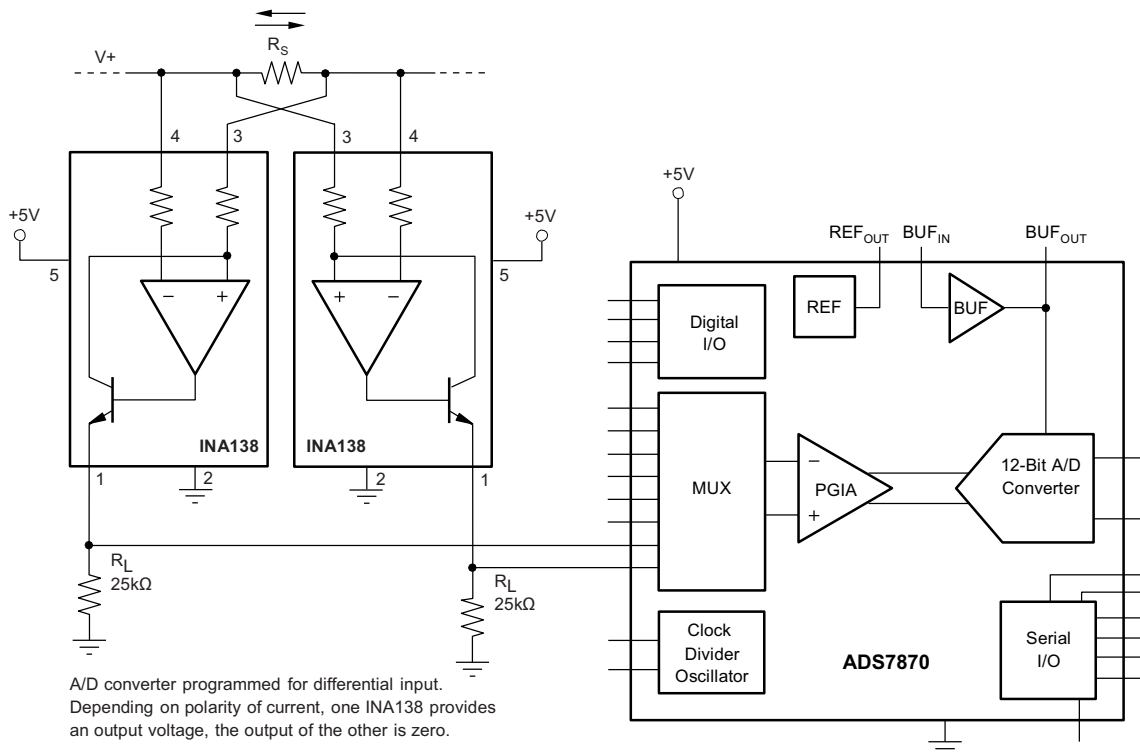 V+
R_S
4
3
3
4
+5V
5
+5V
5
−
+
+
−
INA138
INA138
1
2
2
1
R_L
25kΩ
R_L
25kΩ
A/D converter programmed for differential input.
Depending on polarity of current, one INA138 provides
an output voltage, the output of the other is zero.
+5V
REF_OUT
BUF_IN
BUF_OUT
Digital
I/O
REF
BUF
MUX
−
PGIA
+
12-Bit A/D
Converter
Clock
Divider
Oscillator
ADS7870
Serial
I/O